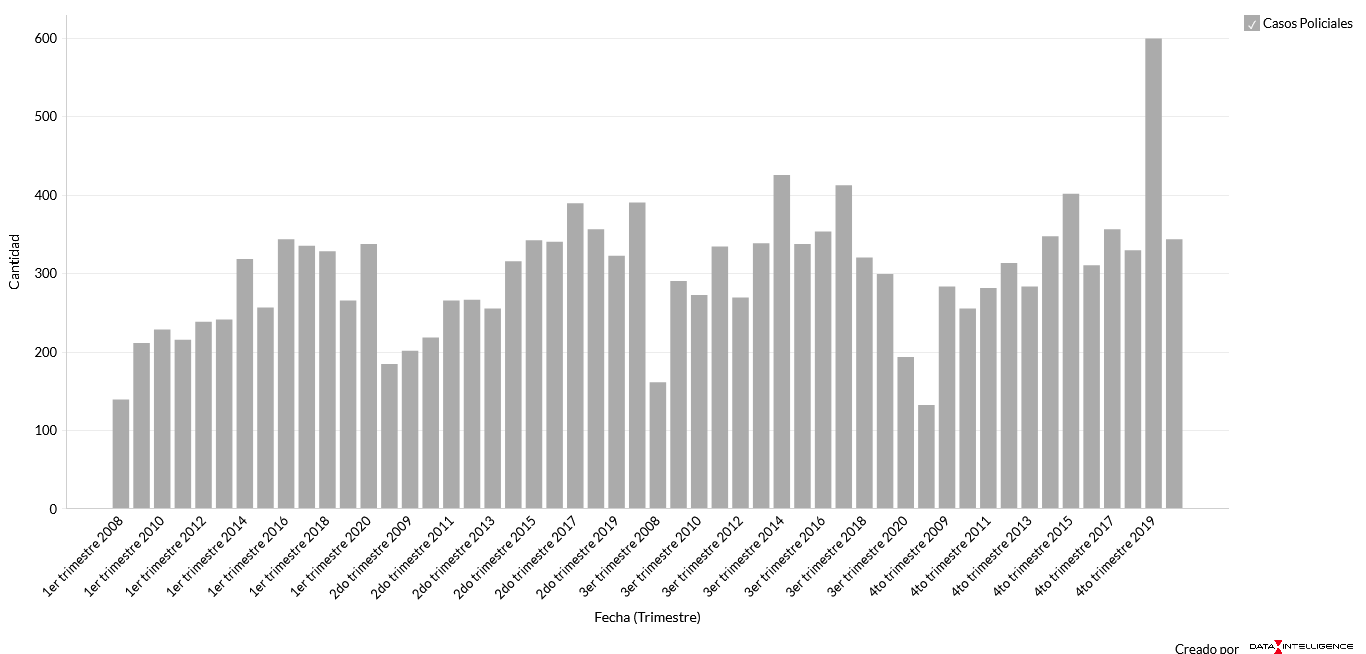 Casos Policiales
600
500
400
300
200
100
0
Cantidad
1er trimestre 2008
1er trimestre 2010
1er trimestre 2012
1er trimestre 2014
1er trimestre 2016
1er trimestre 2018
1er trimestre 2020
2do trimestre 2009
2do trimestre 2011
2do trimestre 2013
2do trimestre 2015
2do trimestre 2017
2do trimestre 2019
3er trimestre 2008
3er trimestre 2010
3er trimestre 2012
3er trimestre 2014
3er trimestre 2016
3er trimestre 2018
3er trimestre 2020
4to trimestre 2009
4to trimestre 2011
4to trimestre 2013
4to trimestre 2015
4to trimestre 2017
4to trimestre 2019
Fecha (Trimestre)
Creado por DATA INTELLIGENCE